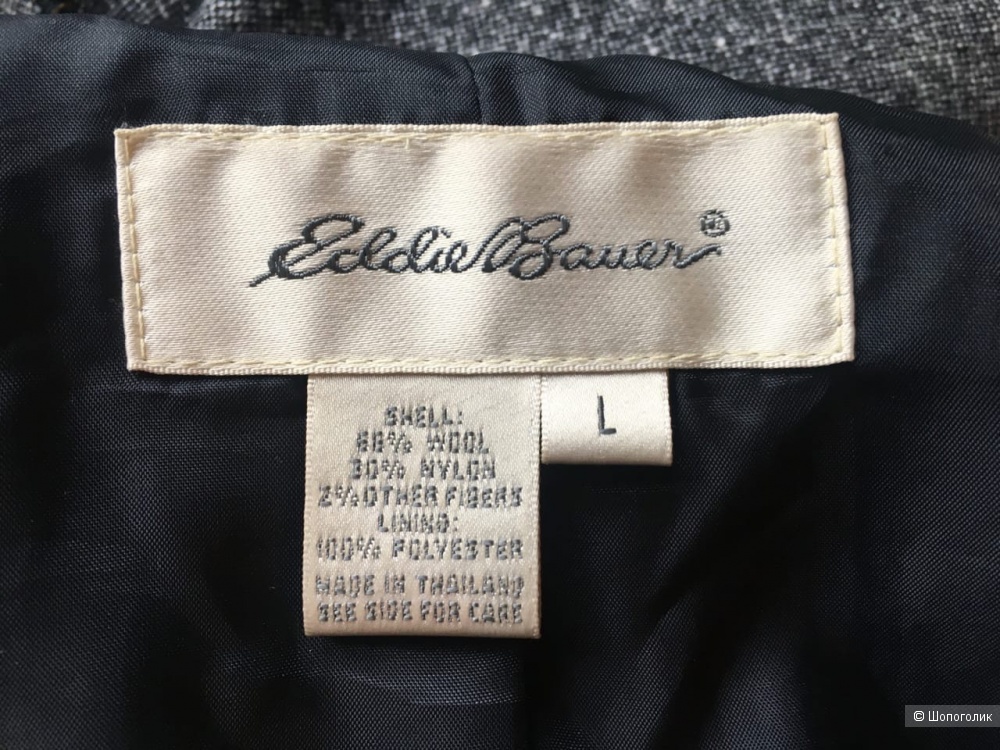 Eddie Bauer®
L
SHELL:
68% WOOL
30% NYLON
2% OTHER FIBERS
LINING:
100% POLYESTER
MADE IN THAILAND
SEE SIDE FOR CARE
© Шопоголик